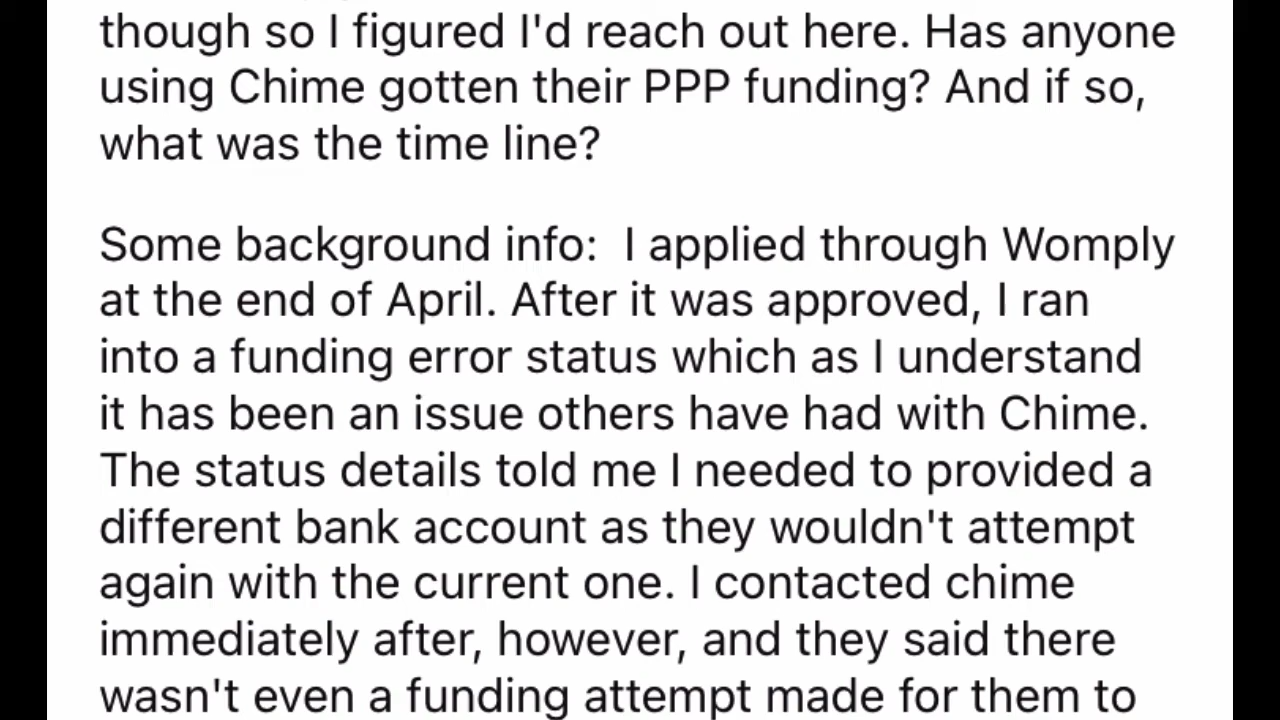 though so I figured I'd reach out here. Has anyone
using Chime gotten their PPP funding? And if so,
what was the time line?
Some background info:  I applied through Womply
at the end of April. After it was approved, I ran
into a funding error status which as I understand
it has been an issue others have had with Chime.
The status details told me I needed to provided a
different bank account as they wouldn't attempt
again with the current one. I contacted chime
immediately after, however, and they said there
wasn't even a funding attempt made for them to